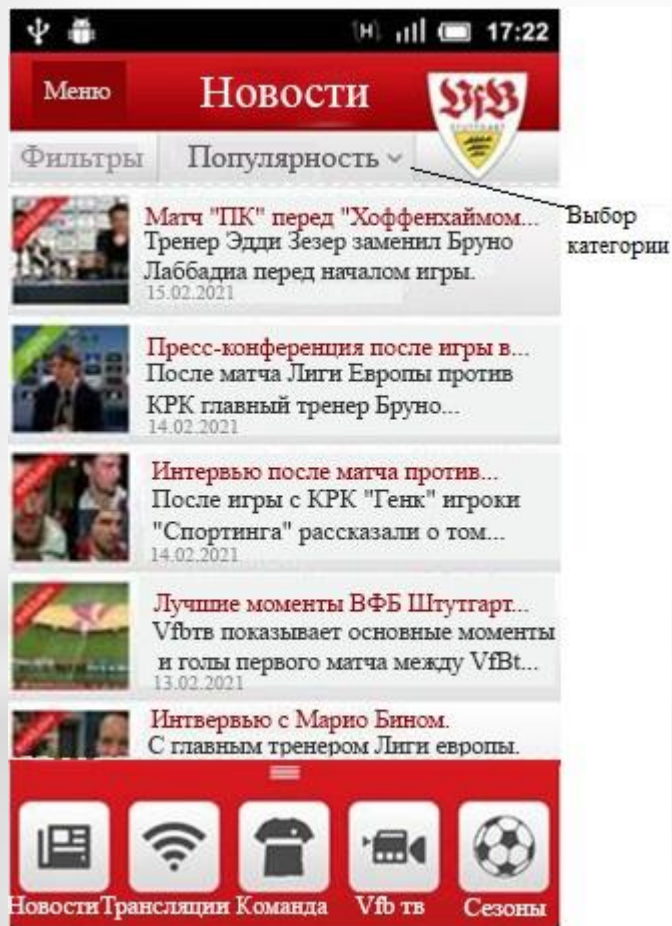 17:22
Меню
Новости
VfB
STUTTGART
Фильтры
Популярность
Выбор
категории
Матч "ПК" перед "Хоффенхаймом...
Тренер Эдди Зезер заменил Бруно
Лаббадиа перед началом игры.
15.02.2021
Пресс-конференция после игры в...
После матча Лиги Европы против
КРК главный тренер Бруно...
14.02.2021
Интервью после матча против...
После игры с КРК "Генк" игроки
"Спортинга" рассказали о том...
14.02.2021
Лучшие моменты ВФБ Штутгарт...
Vfbтв показывает основные моменты
и голы первого матча между VfBt...
13.02.2021
Интвервью с Марио Бином.
С главным тренером Лиги европы.
Новости
Трансляции
Команда
Vfb тв
Сезоны